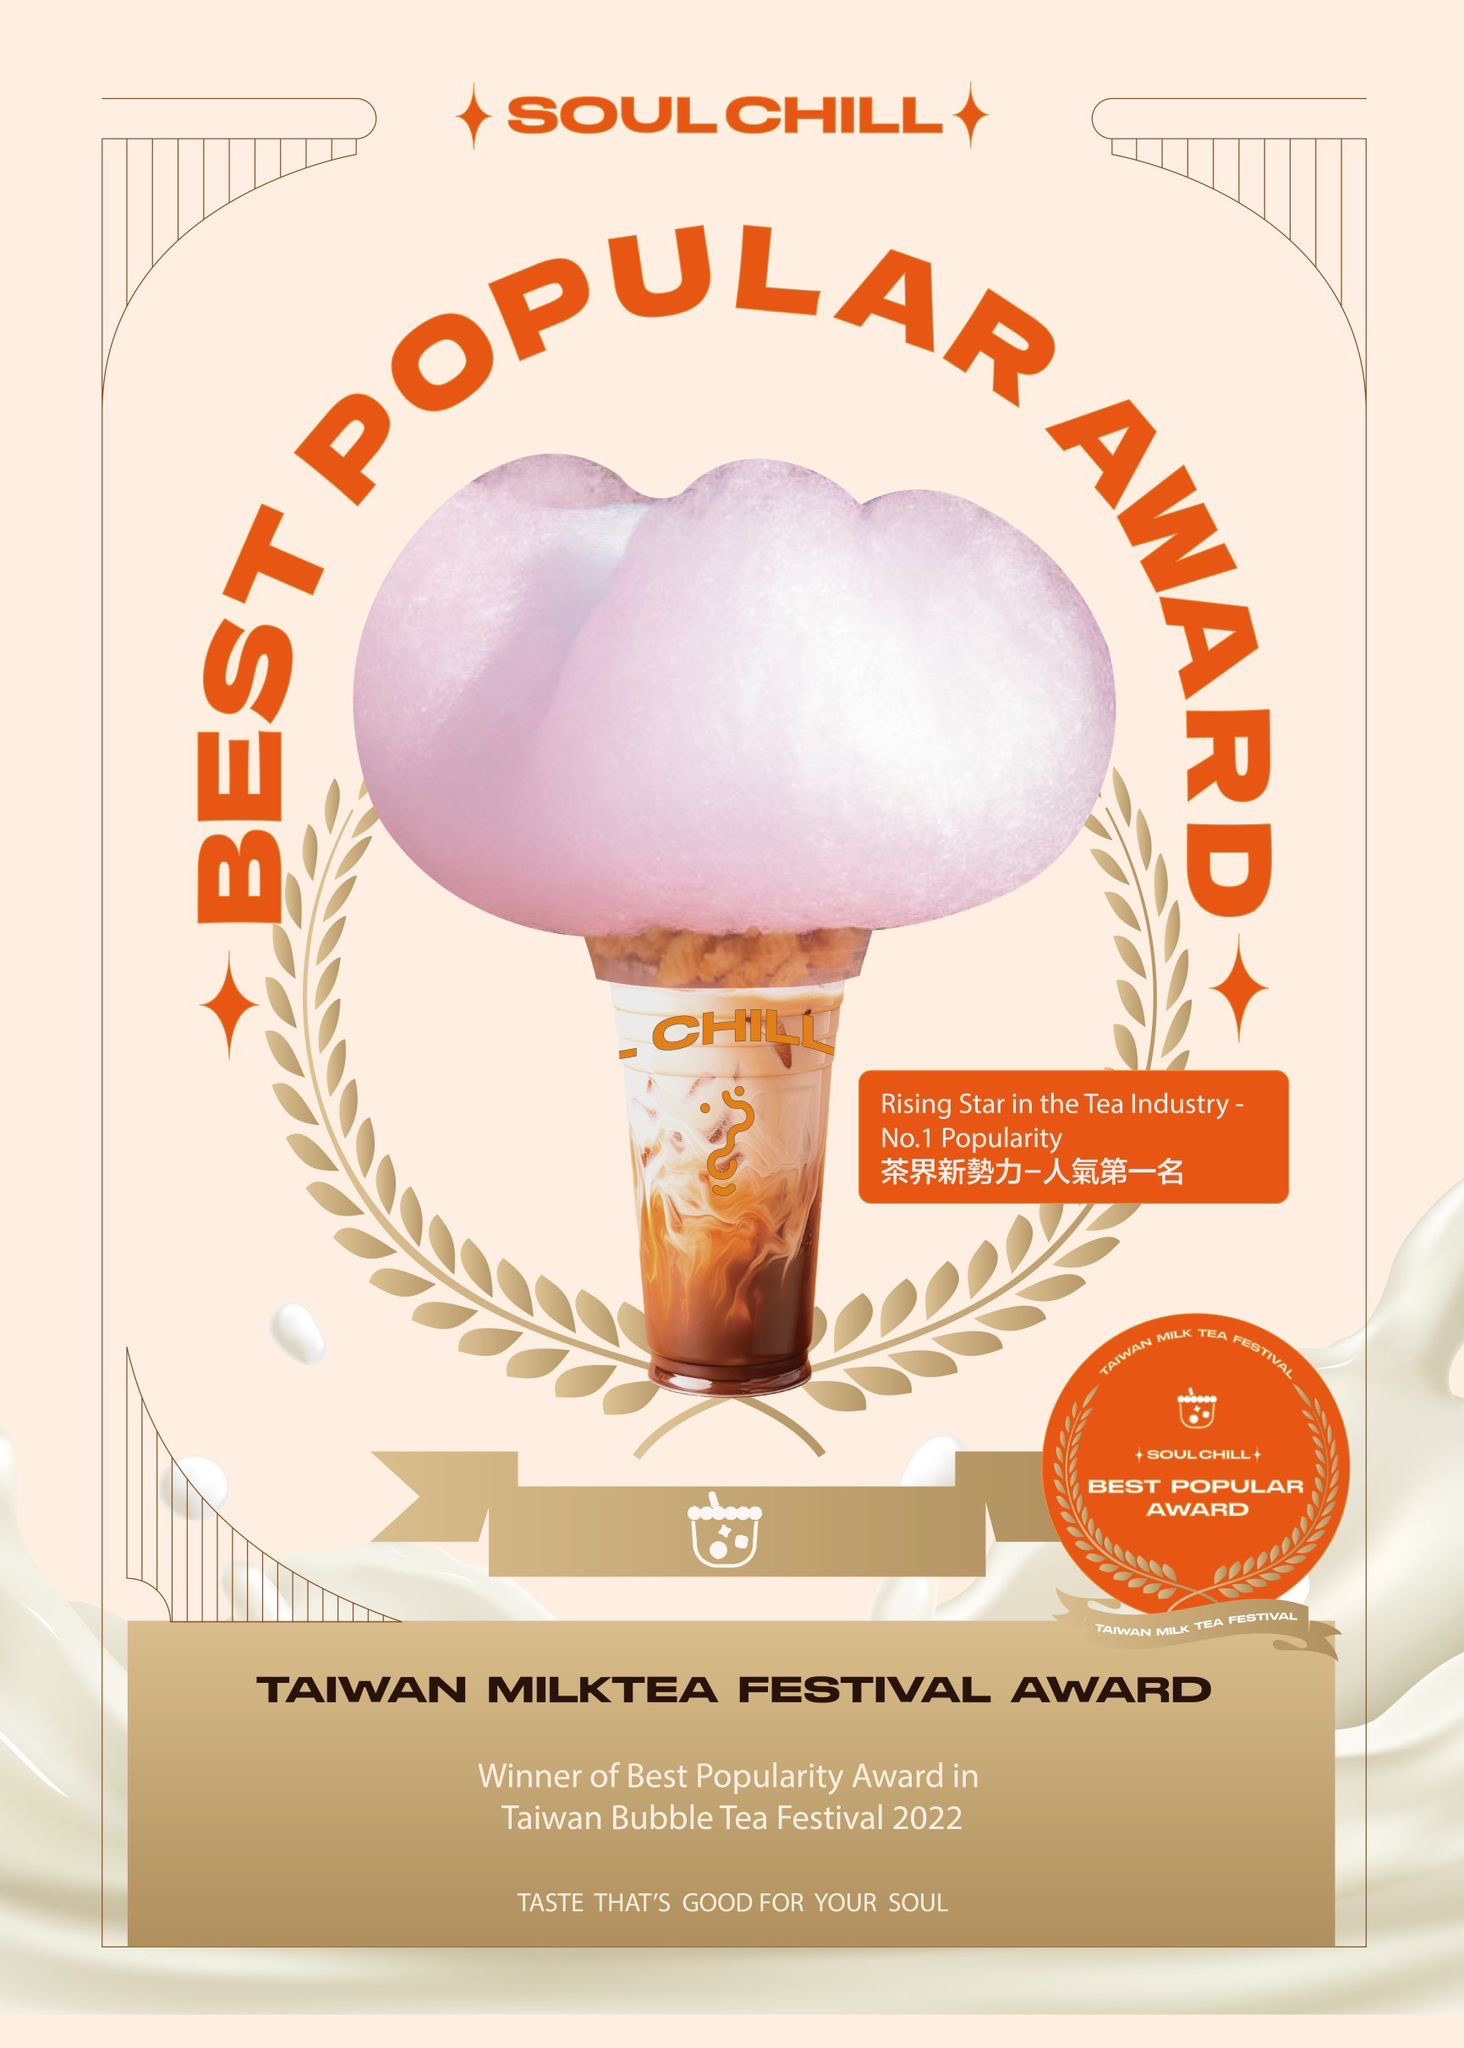 SOUL CHILL
BEST POPULAR AWARD
- CHILL
Rising Star in the Tea Industry -
No.1 Popularity
茶界新勢力–人氣第一名
TAIWAN MILK TEA FESTIVAL
SOUL CHILL
BEST POPULAR
AWARD
TAIWAN MILK TEA FESTIVAL
TAIWAN MILKTEA FESTIVAL AWARD
Winner of Best Popularity Award in
Taiwan Bubble Tea Festival 2022
TASTE THAT'S GOOD FOR YOUR SOUL